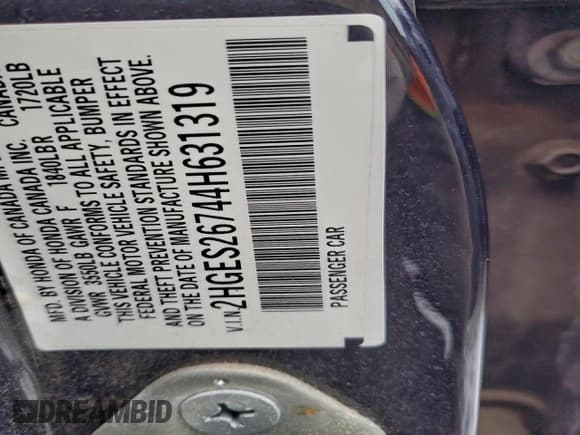 MFD. BY HONDA OF CANADA MFG.
A DIVISION OF HONDA CANADA INC. CANADA
GVWR 3500LB GAWR F 1840LBR 1720LB
THIS VEHICLE CONFORMS TO ALL APPLICABLE
FEDERAL MOTOR VEHICLE SAFETY, BUMPER
AND THEFT PREVENTION STANDARDS IN EFFECT
ON THE DATE OF MANUFACTURE SHOWN ABOVE.
V.I.N.
2HGES26744H631319
PASSENGER CAR
DREAMBID